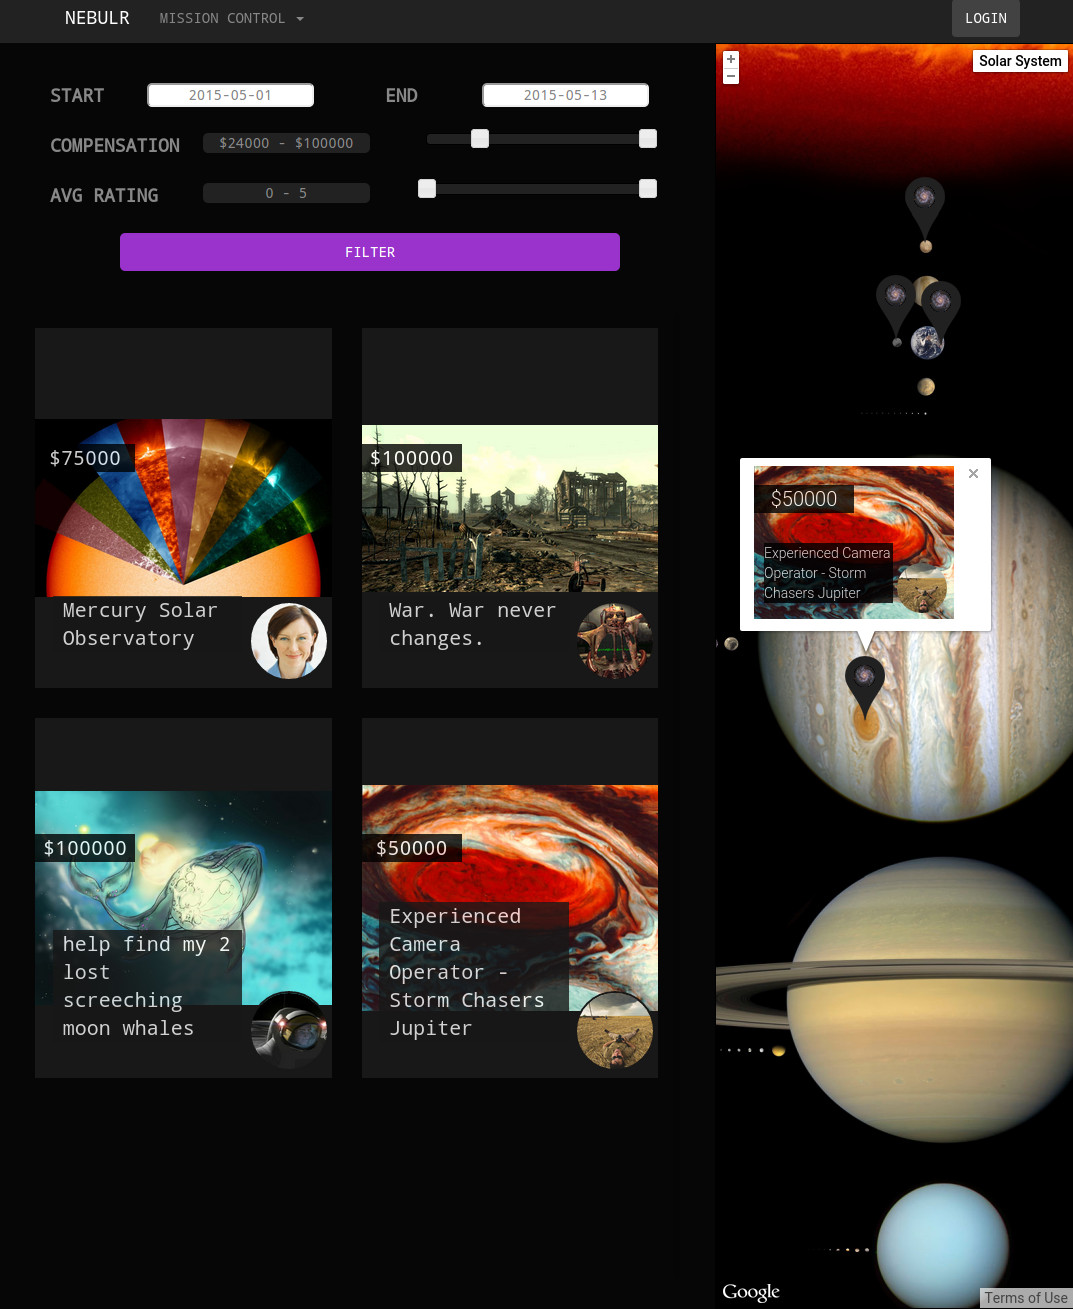 NEBULR MISSION CONTROL LOGIN
START 2015-05-01 END 2015-05-13
COMPENSATION $24000 - $100000
AVG RATING 0 - 5
FILTER
$75000
Mercury Solar
Observatory
$100000
War. War never
changes.
$100000
help find my 2
lost
screeching
moon whales
$50000
Experienced
Camera
Operator -
Storm Chasers
Jupiter
+
−
Solar System
$50000
Experienced Camera
Operator - Storm
Chasers Jupiter
×
Google
Terms of Use